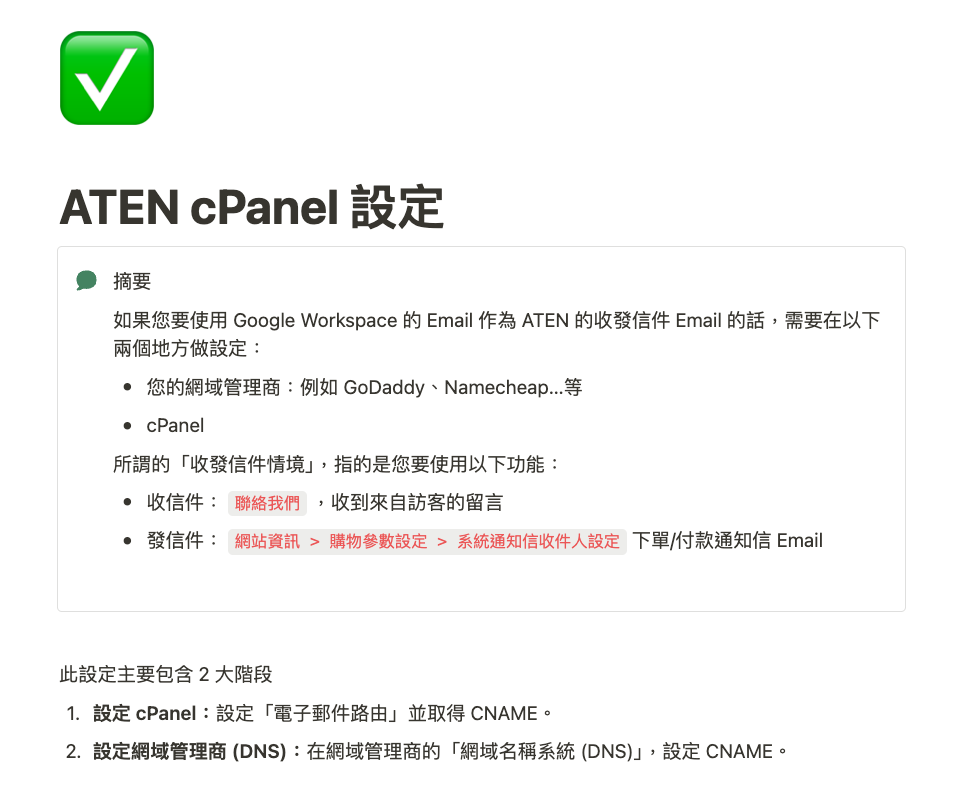 ATEN cPanel 設定
摘要
如果您要使用 Google Workspace 的 Email 作為 ATEN 的收發信件 Email 的話，需要在以下
兩個地方做設定：
• 您的網域管理商：例如 GoDaddy、Namecheap...等
• cPanel
所謂的「收發信件情境」，指的是您要使用以下功能：
• 收信件： 聯絡我們 ，收到來自訪客的留言
• 發信件： 網站資訊 > 購物參數設定 > 系統通知信收件人設定 下單/付款通知信 Email
此設定主要包含 2 大階段
1. 設定 cPanel：設定「電子郵件路由」並取得 CNAME。
2. 設定網域管理商 (DNS)：在網域管理商的「網域名稱系統 (DNS)」，設定 CNAME。